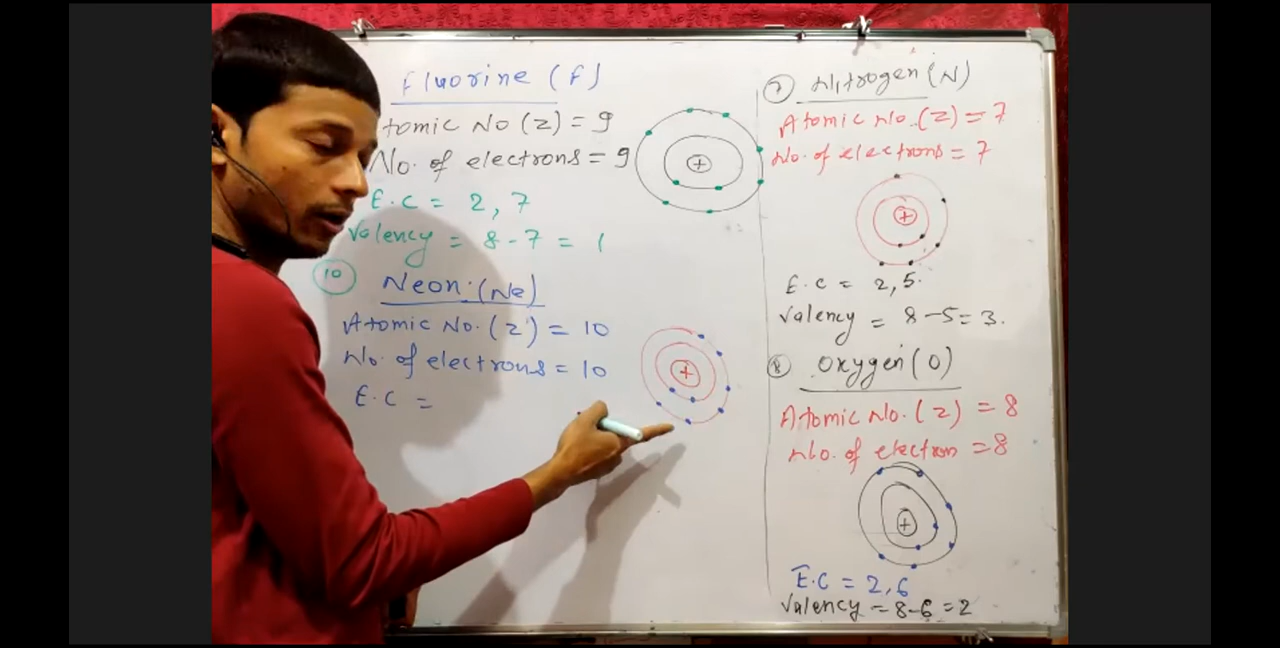 Fluorine (F)
Atomic No (Z) = 9
No. of electrons = 9
E.C = 2, 7
Valency = 8 - 7 = 1
10 Neon. (Ne)
Atomic No. (Z) = 10
No. of electrons = 10
E.C =
+
+
7 Nitrogen (N)
Atomic No. (Z) = 7
No. of electrons = 7
+
E.C = 2, 5.
Valency = 8 - 5 = 3.
8 Oxygen (O)
Atomic No. (Z) = 8
No. of electron = 8
+
E.C = 2, 6
Valency = 8 - 6 = 2